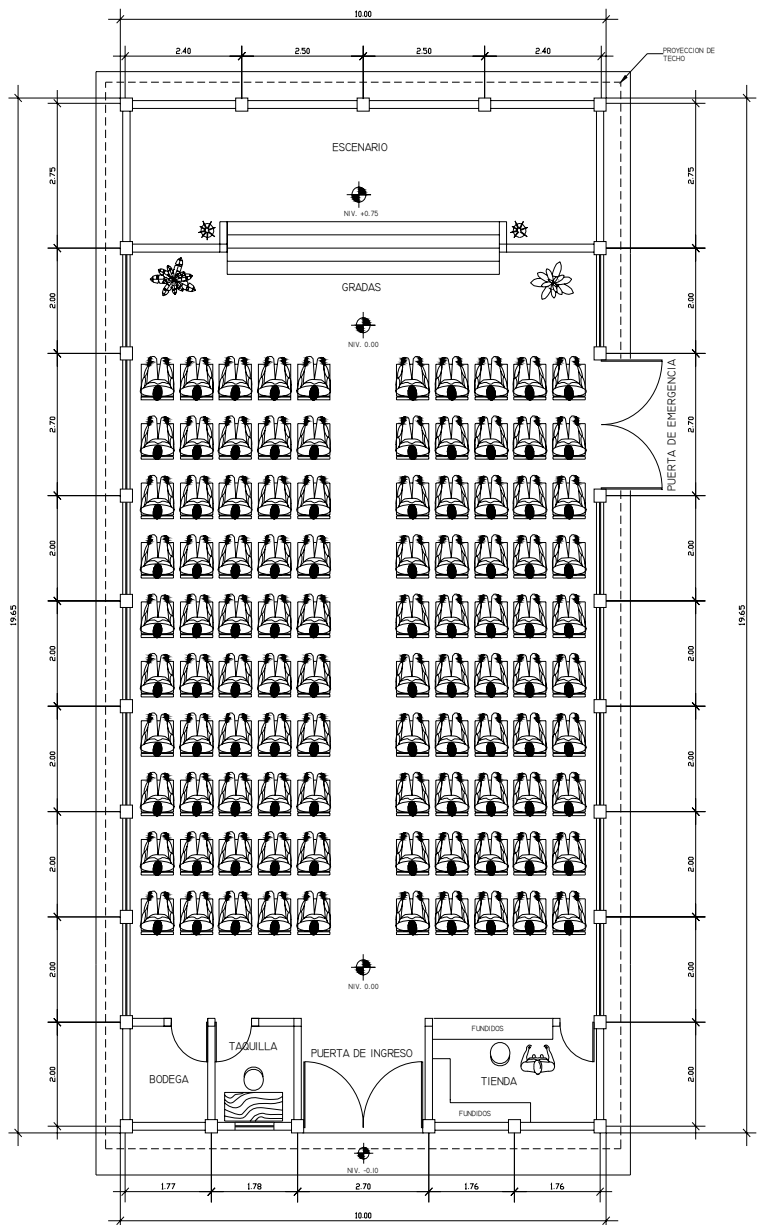 10.00
2.40
2.50
2.50
2.40
PROYECCION DE
TECHO
ESCENARIO
NIV. +0.75
2.75
2.75
GRADAS
NIV. 0.00
2.00
2.00
PUERTA DE EMERGENCIA
2.70
2.70
2.00
2.00
19.65
19.65
2.00
2.00
2.00
2.00
2.00
2.00
2.00
2.00
NIV. 0.00
TAQUILLA
PUERTA DE INGRESO
FUNDIDOS
BODEGA
TIENDA
FUNDIDOS
2.00
2.00
NIV. -0.10
1.77
1.78
2.70
1.76
1.76
10.00